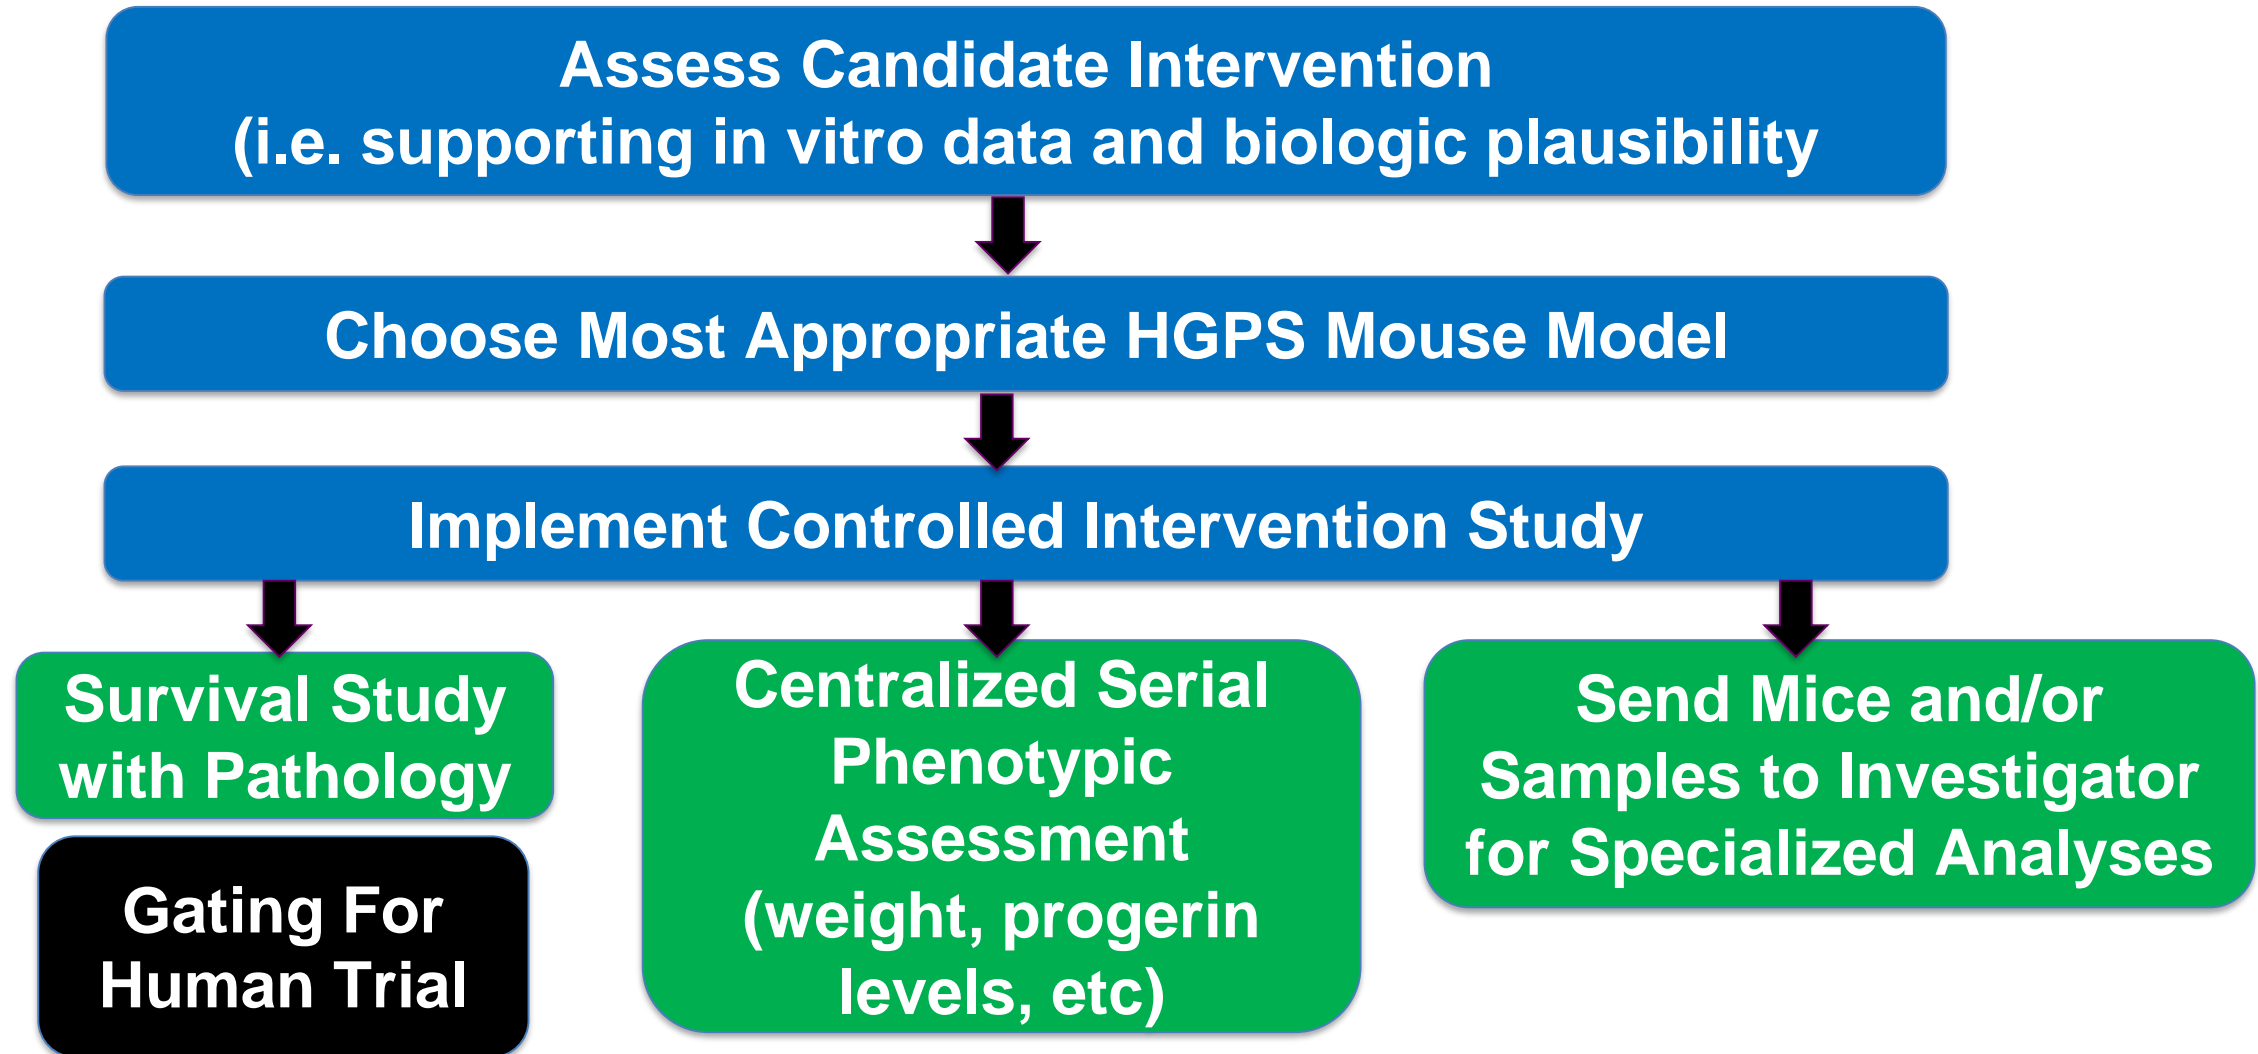 Assess Candidate Intervention
(i.e. supporting in vitro data and biologic plausibility
Choose Most Appropriate HGPS Mouse Model
Implement Controlled Intervention Study
Survival Study
with Pathology
Gating For
Human Trial
Centralized Serial
Phenotypic
Assessment
(weight, progerin
levels, etc)
Send Mice and/or
Samples to Investigator
for Specialized Analyses